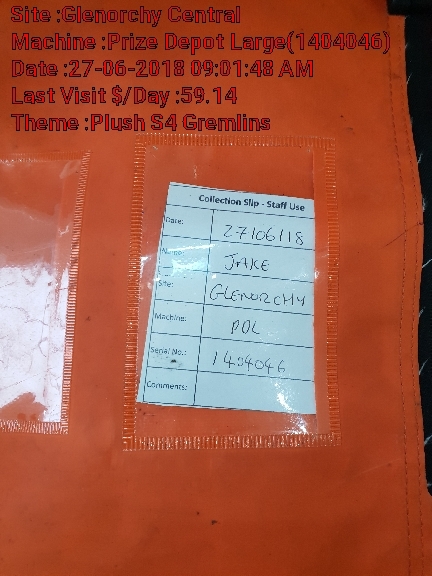 Site :Glenorchy Central
Machine :Prize Depot Large(1404046)
Date :27-06-2018 09:01:48 AM
Last Visit $/Day :59.14
Theme :Plush S4 Gremlins
Collection Slip - Staff Use
Date: 27/06/18
Name: JAKE
Site: GLENORCHY
Machine: PDL
Serial No.: 1404046
Comments: